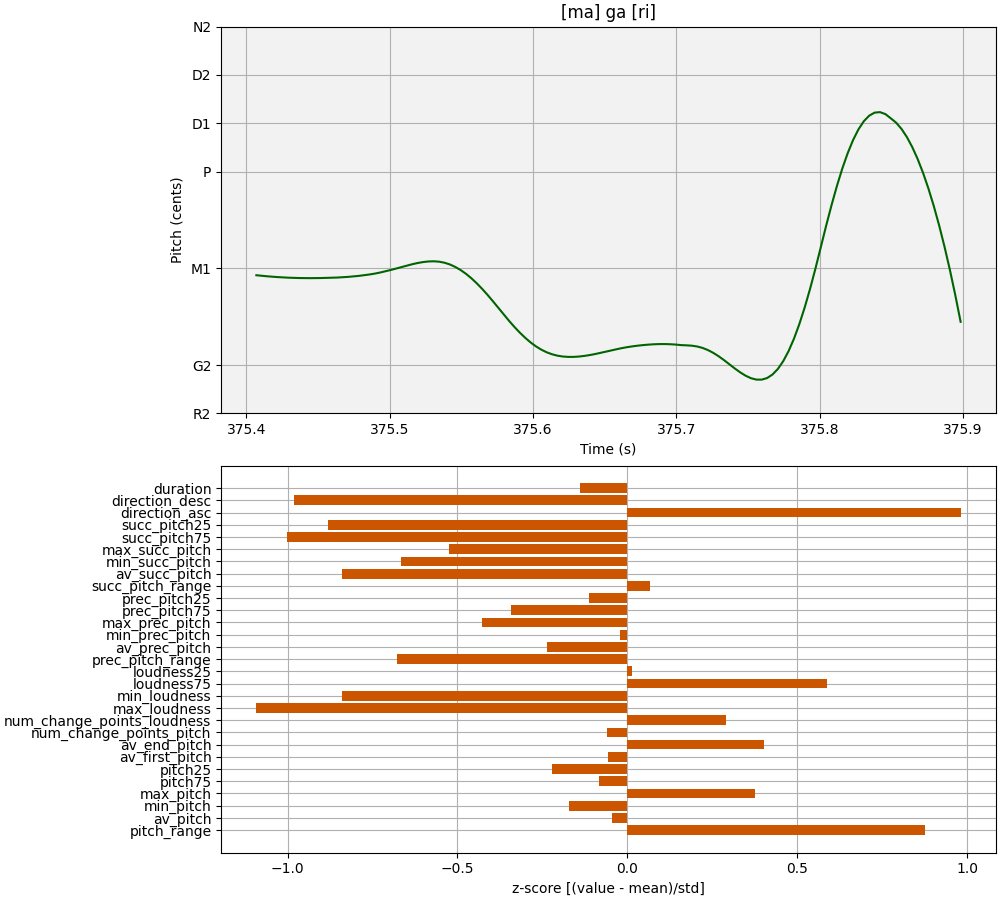 [ma] ga [ri]
N2
D2
D1
P
M1
G2
R2
Pitch (cents)
375.4 375.5 375.6 375.7 375.8 375.9
Time (s)
duration
direction_desc
direction_asc
succ_pitch25
succ_pitch75
max_succ_pitch
min_succ_pitch
av_succ_pitch
succ_pitch_range
prec_pitch25
prec_pitch75
max_prec_pitch
min_prec_pitch
av_prec_pitch
prec_pitch_range
loudness25
loudness75
min_loudness
max_loudness
num_change_points_loudness
num_change_points_pitch
av_end_pitch
av_first_pitch
pitch25
pitch75
max_pitch
min_pitch
av_pitch
pitch_range
−1.0 −0.5 0.0 0.5 1.0
z-score [(value - mean)/std]